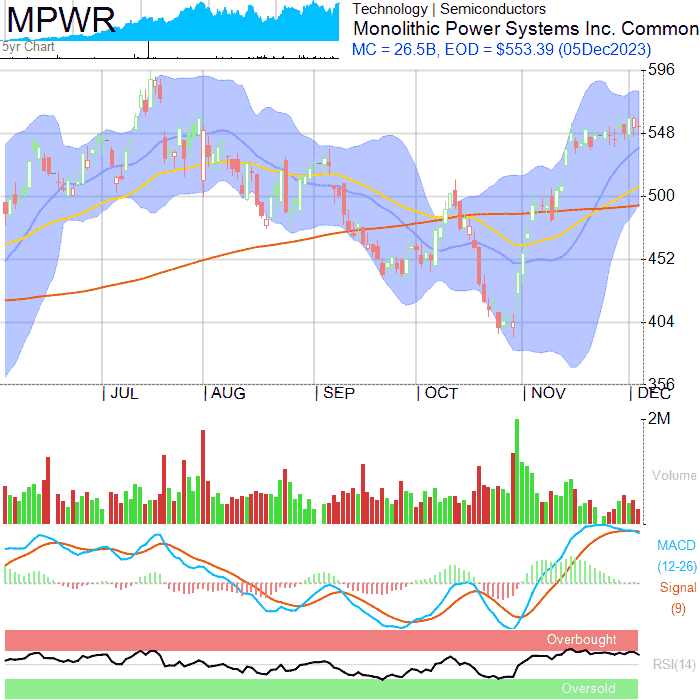 MPWR
5yr Chart
Technology | Semiconductors
Monolithic Power Systems Inc. Common
MC = 26.5B, EOD = $553.39 (05Dec2023)
596
548
500
452
404
356
| JUL | AUG | SEP | OCT | NOV | DEC
2M
Volume
MACD
(12-26)
Signal
(9)
Overbought
RSI(14)
Oversold